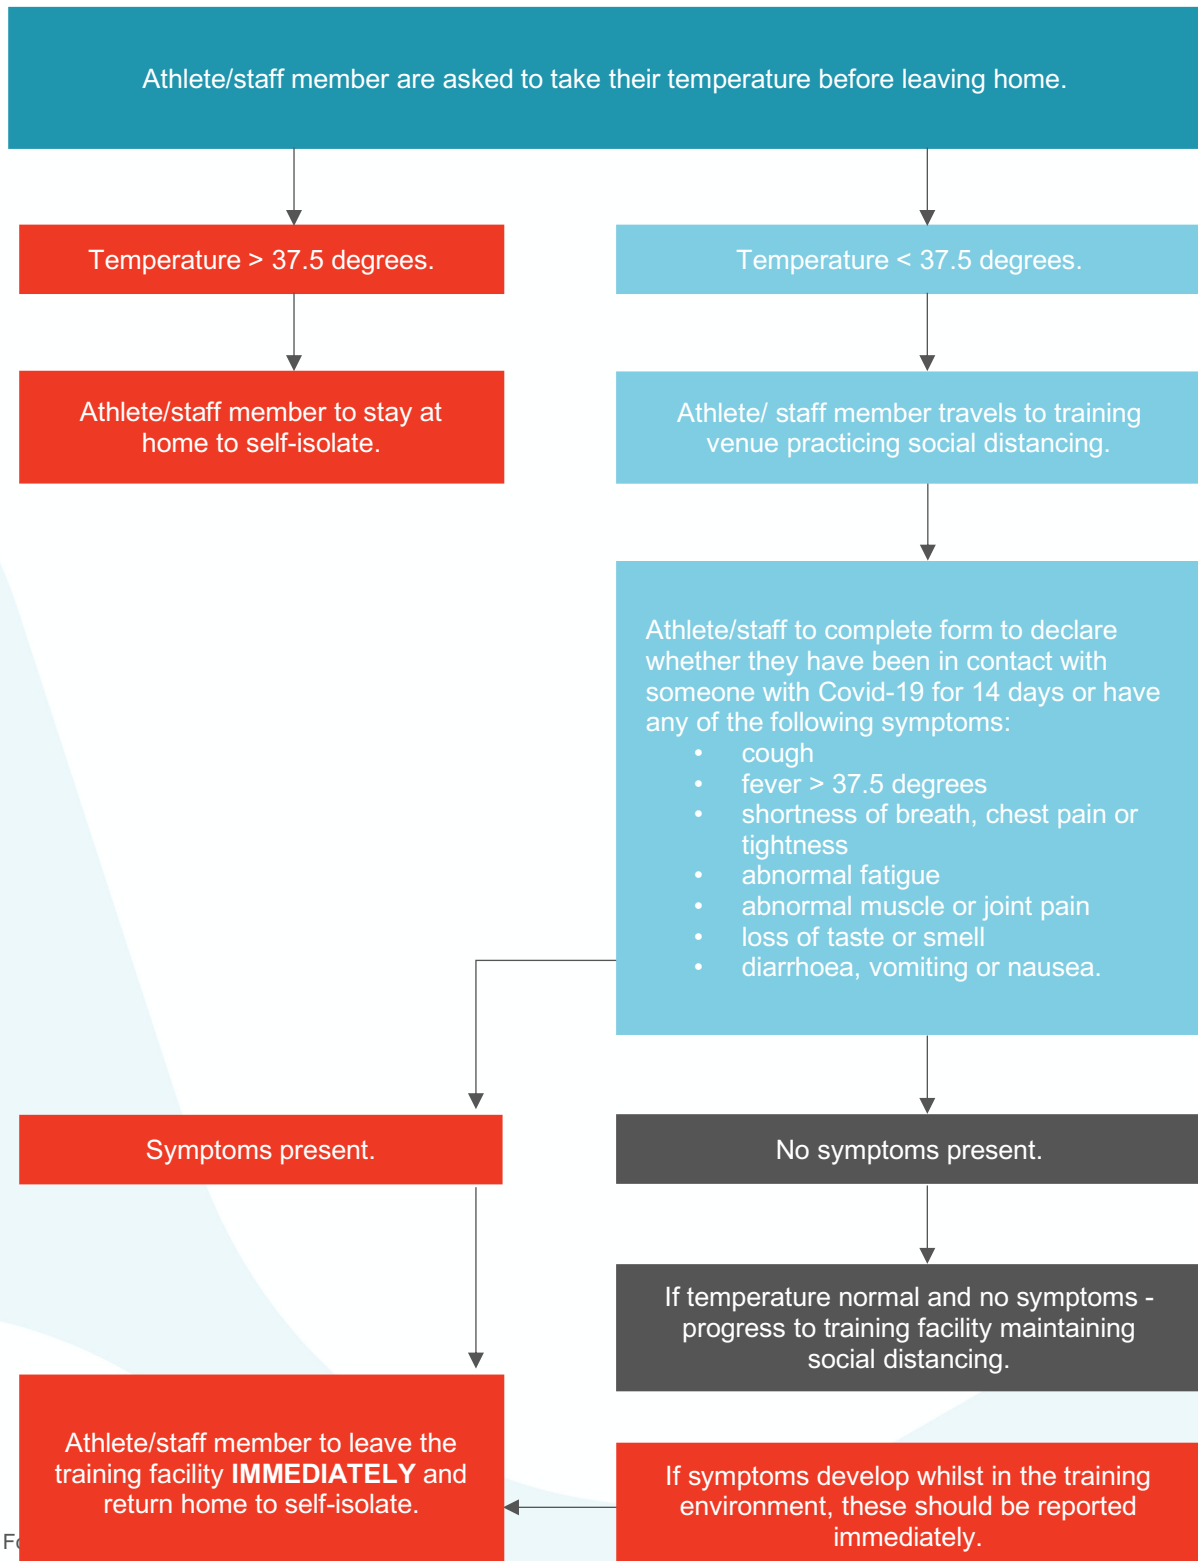 Athlete/staff member are asked to take their temperature before leaving home.
Temperature > 37.5 degrees.
Temperature < 37.5 degrees.
Athlete/staff member to stay at
home to self-isolate.
Athlete/ staff member travels to training
venue practicing social distancing.
Athlete/staff to complete form to declare
whether they have been in contact with
someone with Covid-19 for 14 days or have
any of the following symptoms:
• cough
• fever > 37.5 degrees
• shortness of breath, chest pain or
tightness
• abnormal fatigue
• abnormal muscle or joint pain
• loss of taste or smell
• diarrhoea, vomiting or nausea.
Symptoms present.
No symptoms present.
If temperature normal and no symptoms -
progress to training facility maintaining
social distancing.
Athlete/staff member to leave the
training facility IMMEDIATELY and
return home to self-isolate.
If symptoms develop whilst in the training
environment, these should be reported
immediately.